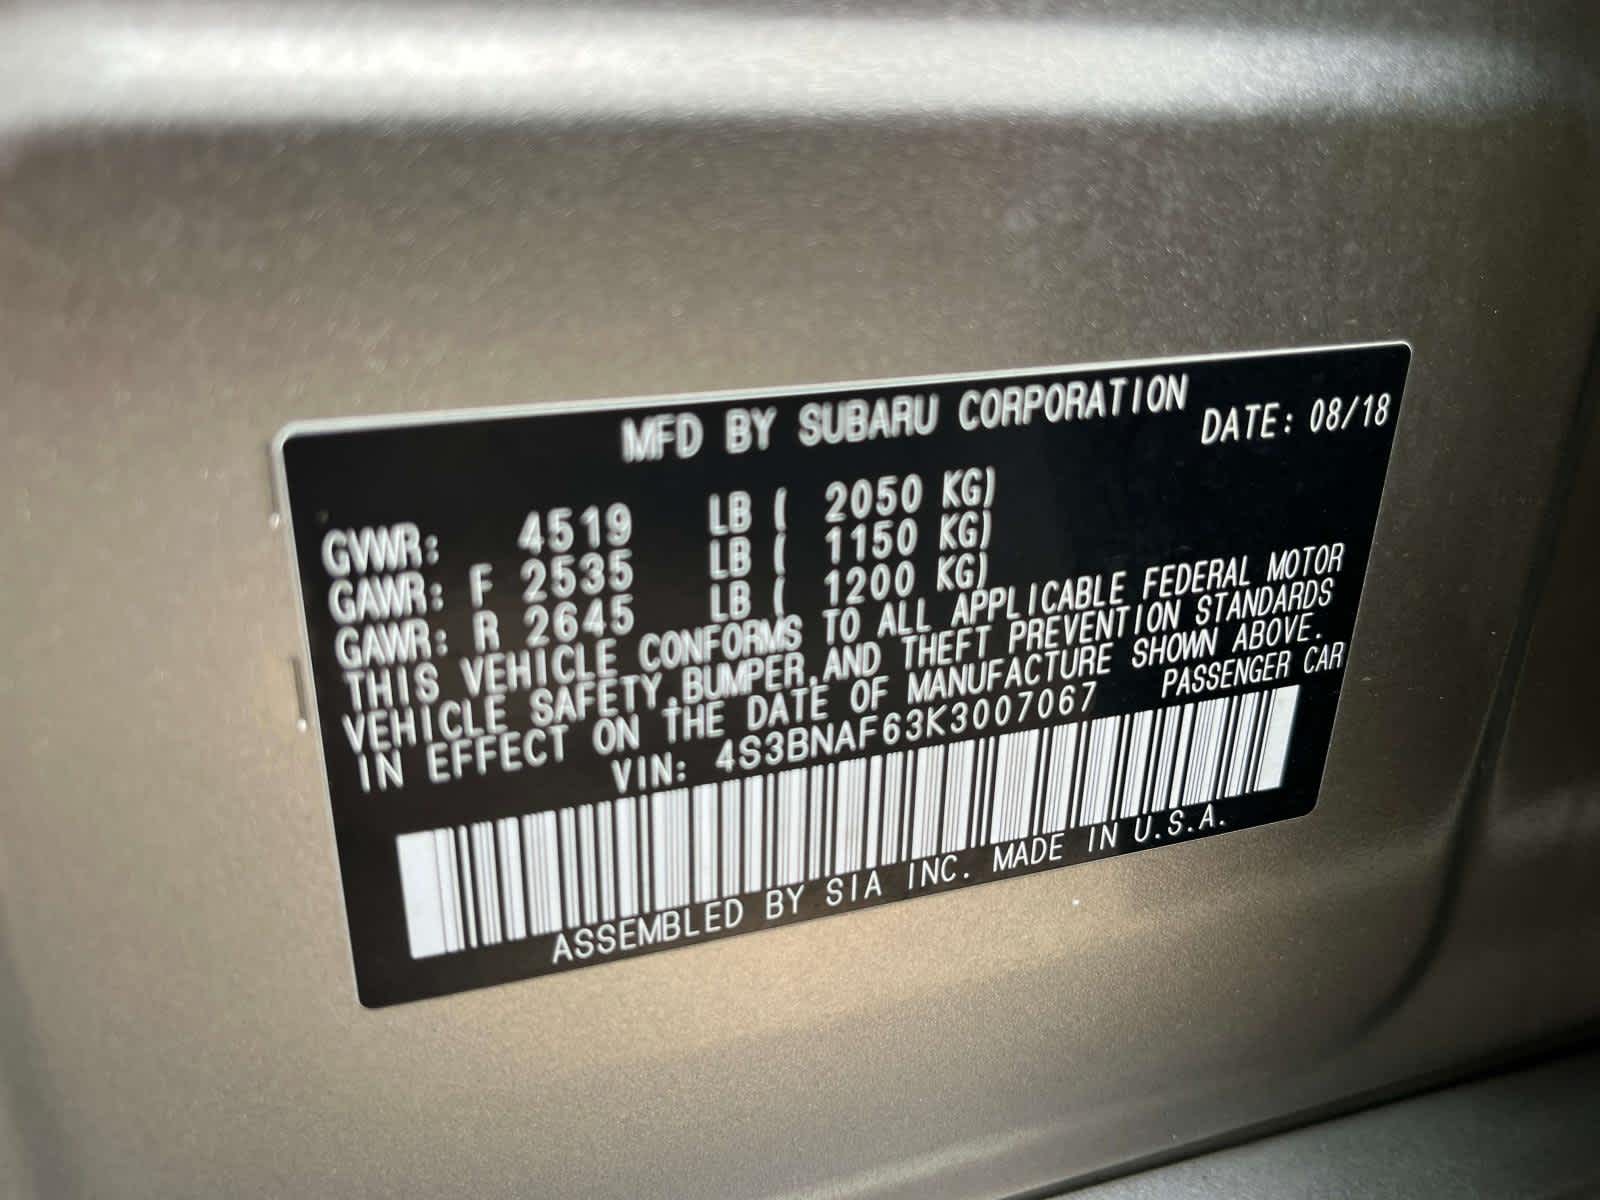 MFD BY SUBARU CORPORATION DATE: 08/18
GVWR: 4519 LB ( 2050 KG)
GAWR: F 2535 LB ( 1150 KG)
GAWR: R 2645 LB ( 1200 KG)
THIS VEHICLE CONFORMS TO ALL APPLICABLE FEDERAL MOTOR
VEHICLE SAFETY,BUMPER,AND THEFT PREVENTION STANDARDS
IN EFFECT ON THE DATE OF MANUFACTURE SHOWN ABOVE.
VIN: 4S3BNAF63K3007067 PASSENGER CAR
ASSEMBLED BY SIA INC. MADE IN U.S.A.